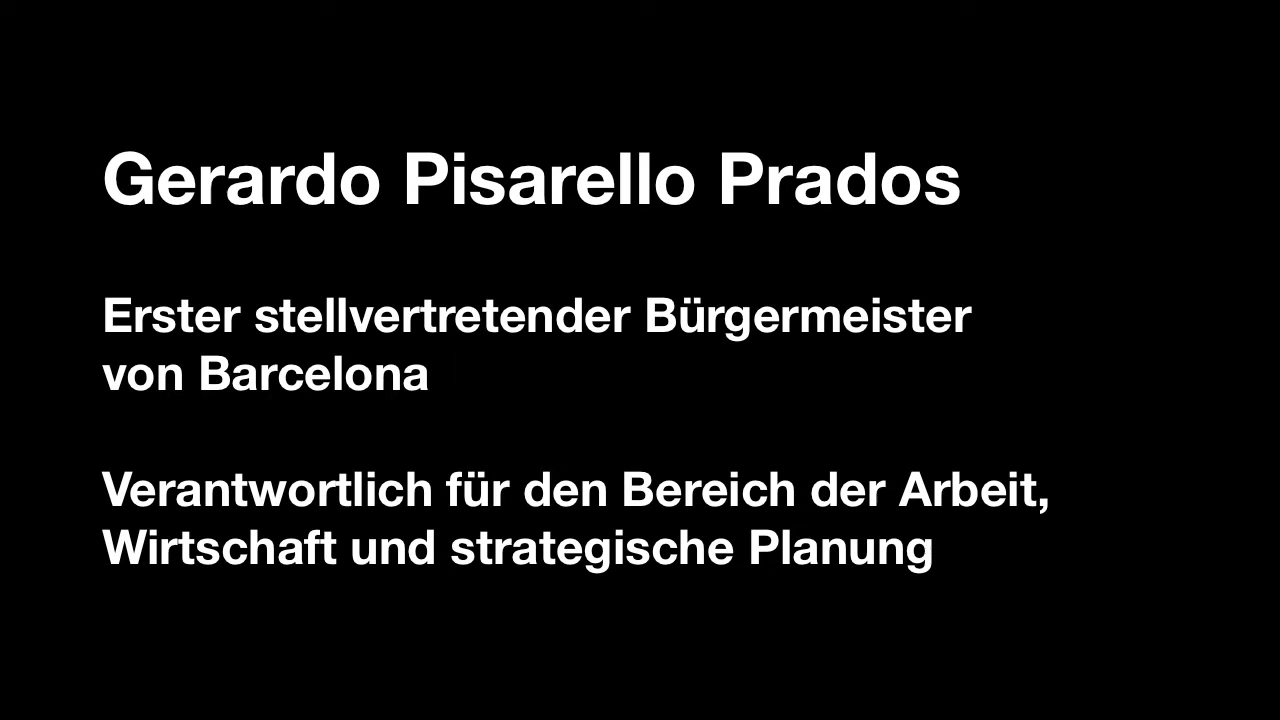 Gerardo Pisarello Prados
Erster stellvertretender Bürgermeister
von Barcelona
Verantwortlich für den Bereich der Arbeit,
Wirtschaft und strategische Planung